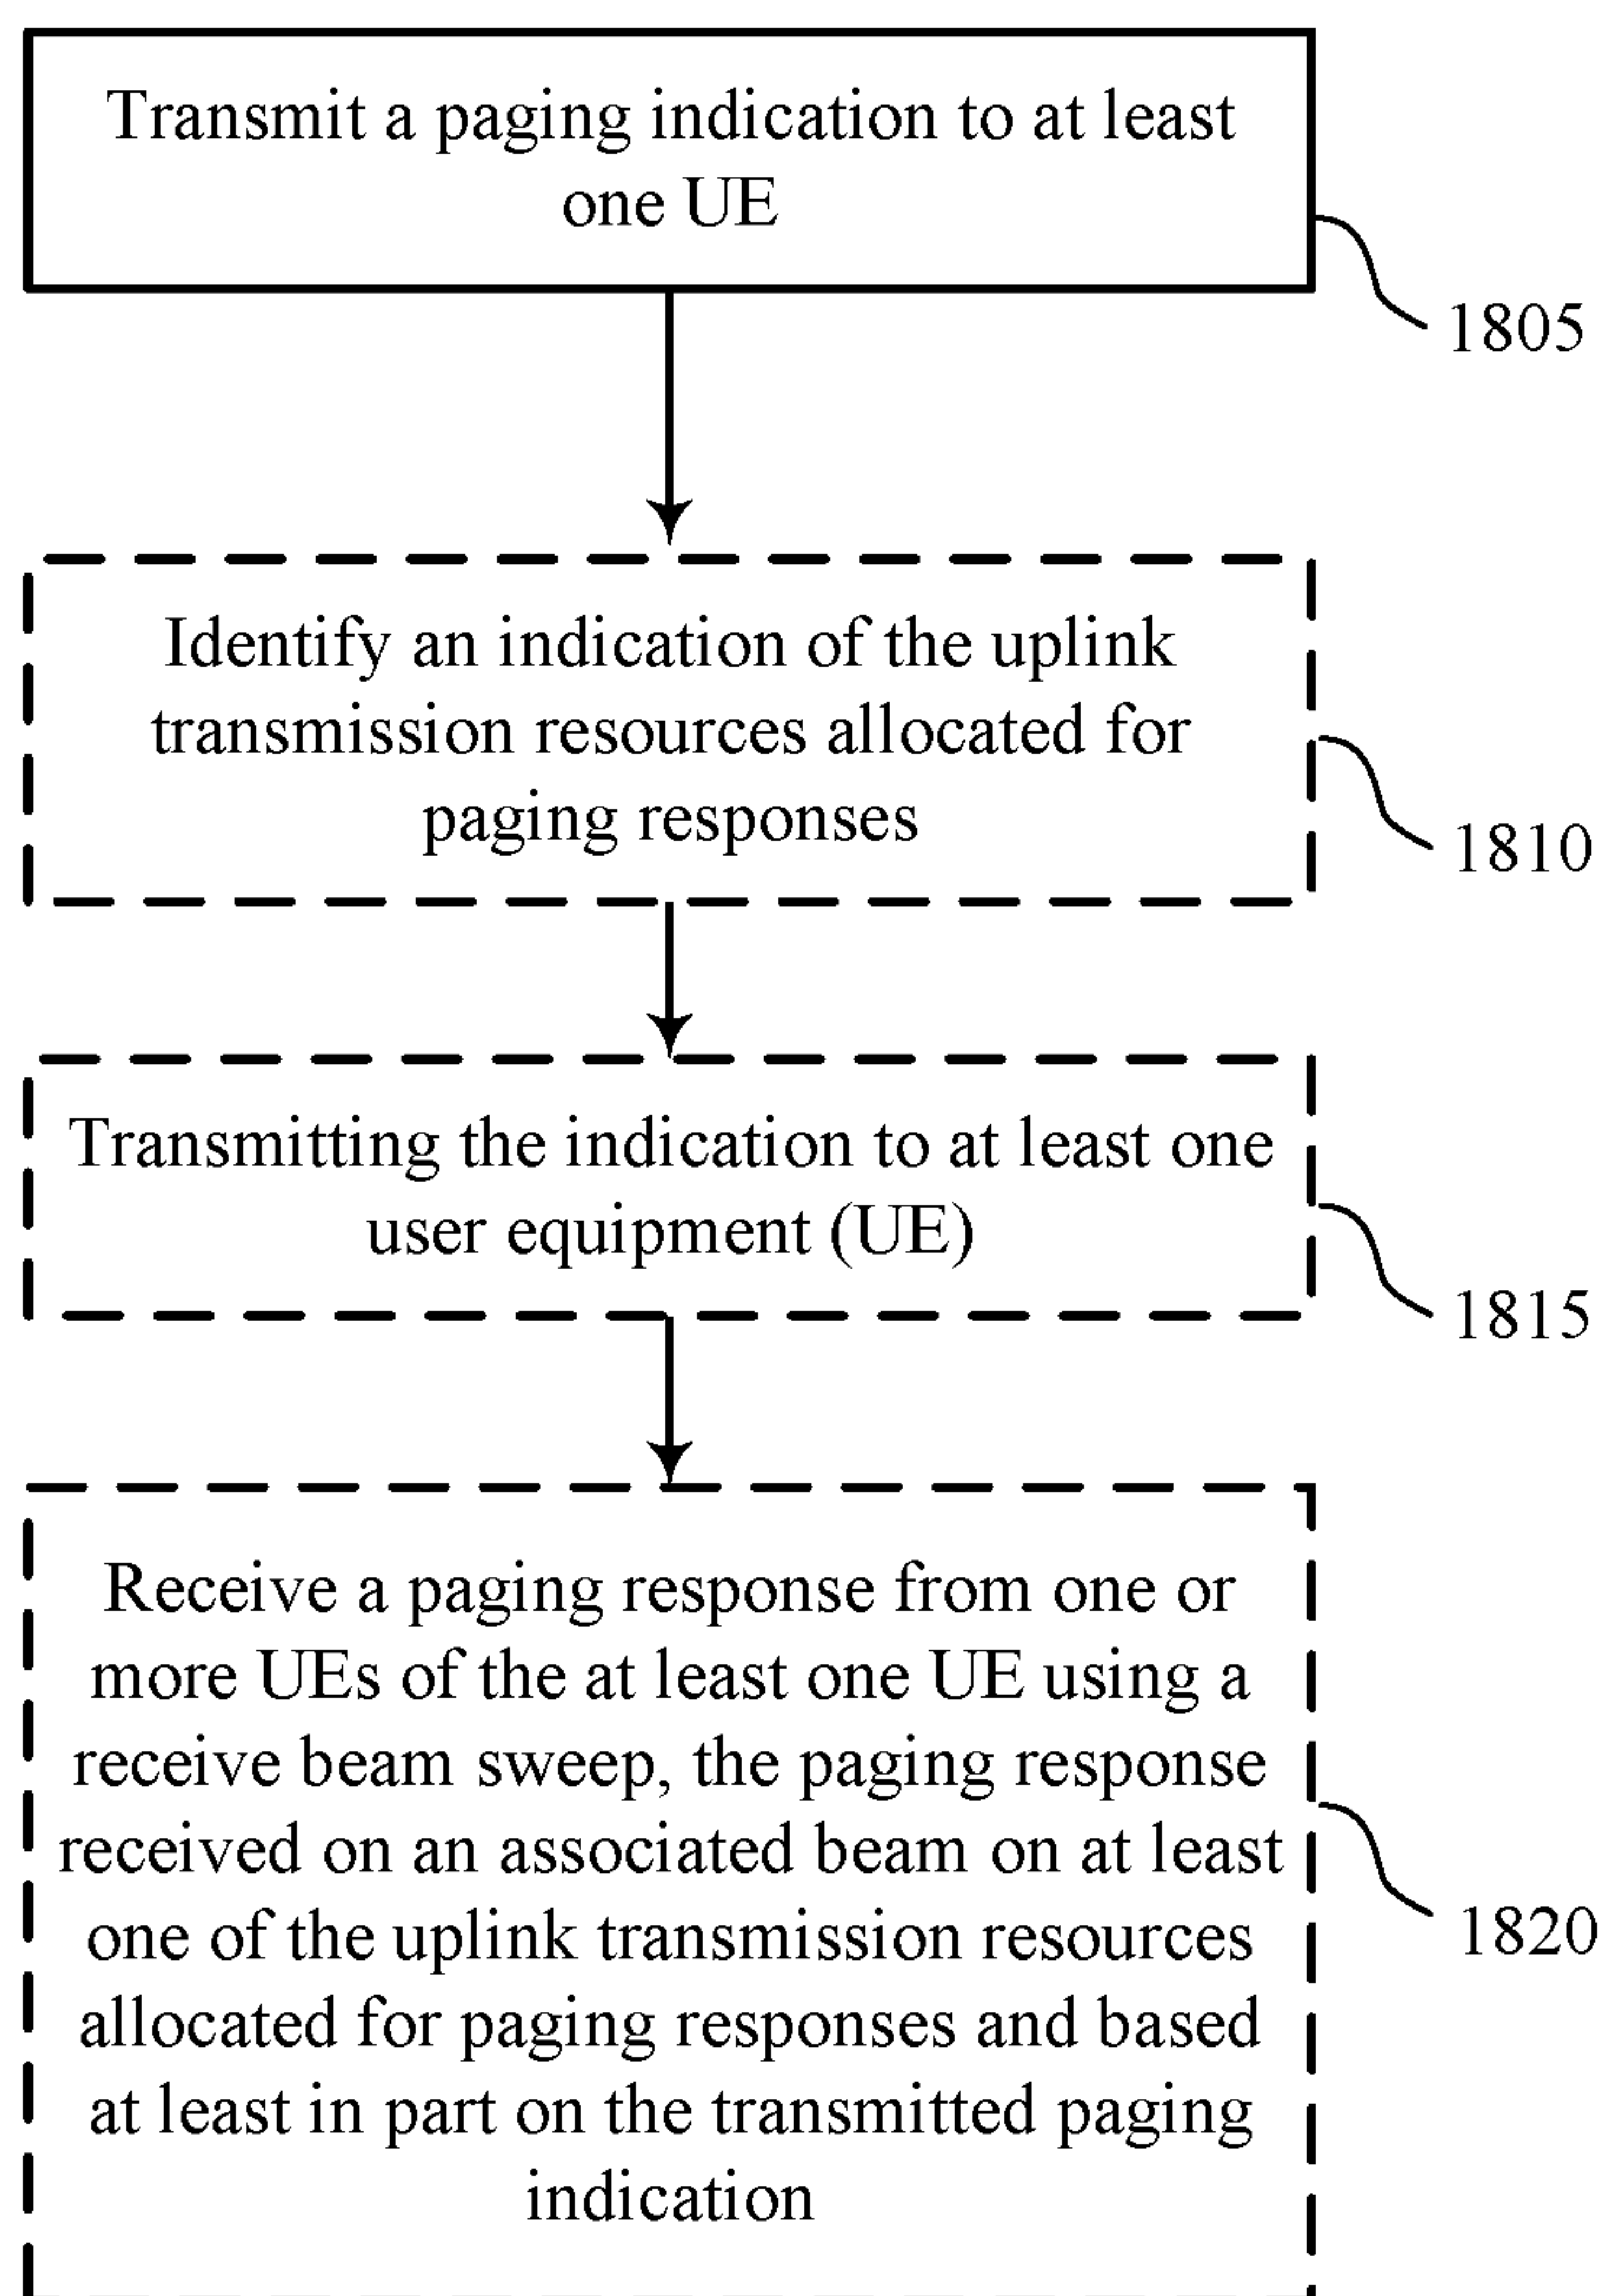 Transmit a paging indication to at least
one UE
1805
Identify an indication of the uplink
transmission resources allocated for
paging responses
1810
Transmitting the indication to at least one
user equipment (UE)
1815
Receive a paging response from one or
more UEs of the at least one UE using a
receive beam sweep, the paging response
received on an associated beam on at least
one of the uplink transmission resources
allocated for paging responses and based
at least in part on the transmitted paging
indication
1820